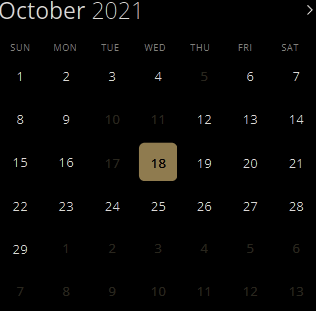 October 2021
SUN MON TUE WED THU FRI SAT
1 2 3 4 5 6 7
8 9 10 11 12 13 14
15 16 17 18 19 20 21
22 23 24 25 26 27 28
29 1 2 3 4 5 6
7 8 9 10 11 12 13